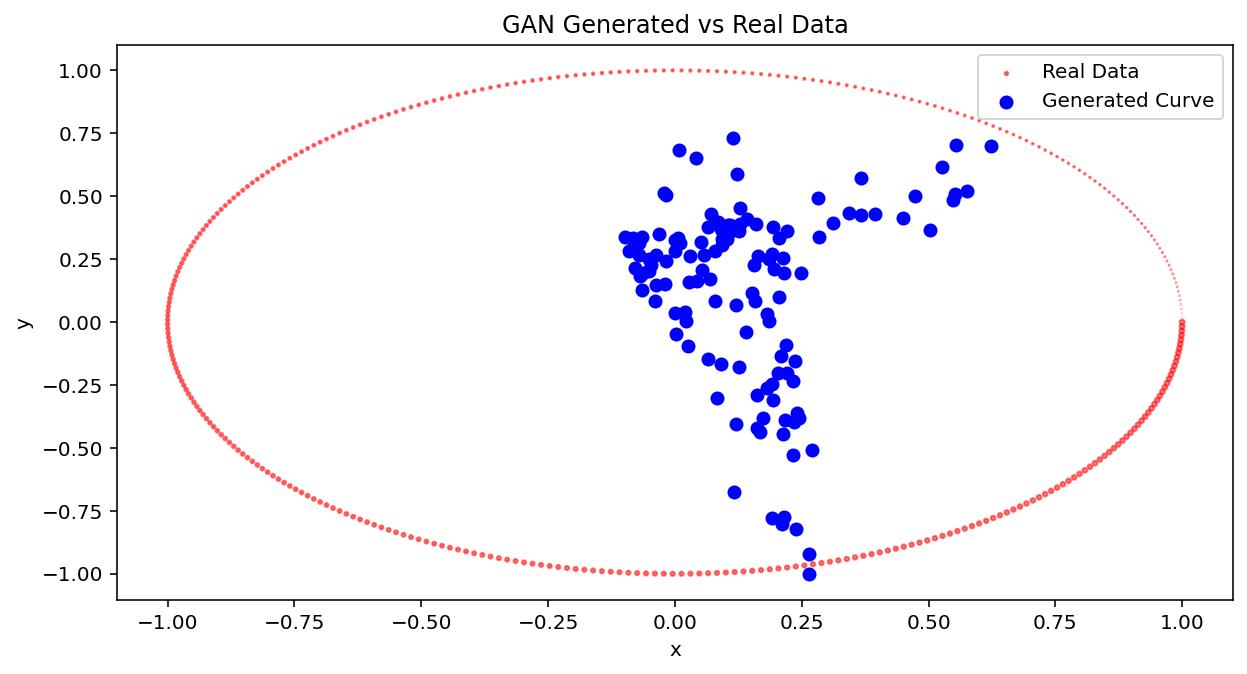 GAN Generated vs Real Data
Real Data
Generated Curve
1.00
0.75
0.50
0.25
0.00
−0.25
−0.50
−0.75
−1.00
y
−1.00 −0.75 −0.50 −0.25 0.00 0.25 0.50 0.75 1.00
x